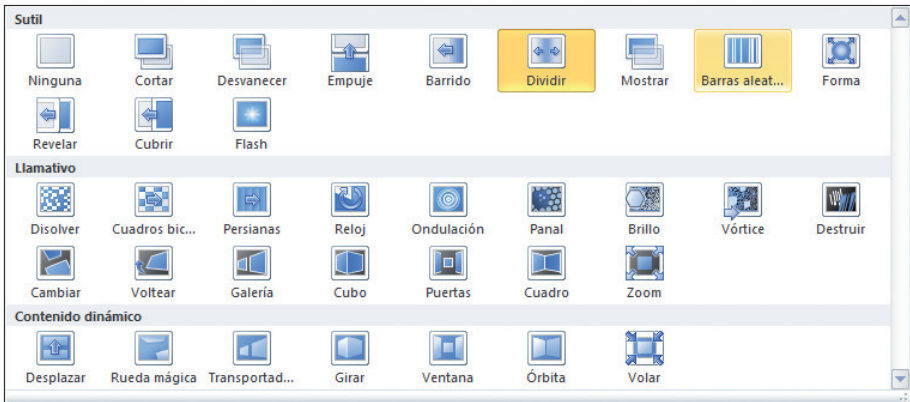 Sutil
Ninguna Cortar Desvanecer Empuje Barrido Dividir Mostrar Barras aleat... Forma
Revelar Cubrir Flash
Llamativo
Disolver Cuadros bic... Persianas Reloj Ondulación Panal Brillo Vórtice Destruir
Cambiar Voltear Galería Cubo Puertas Cuadro Zoom
Contenido dinámico
Desplazar Rueda mágica Transportad... Girar Ventana Órbita Volar